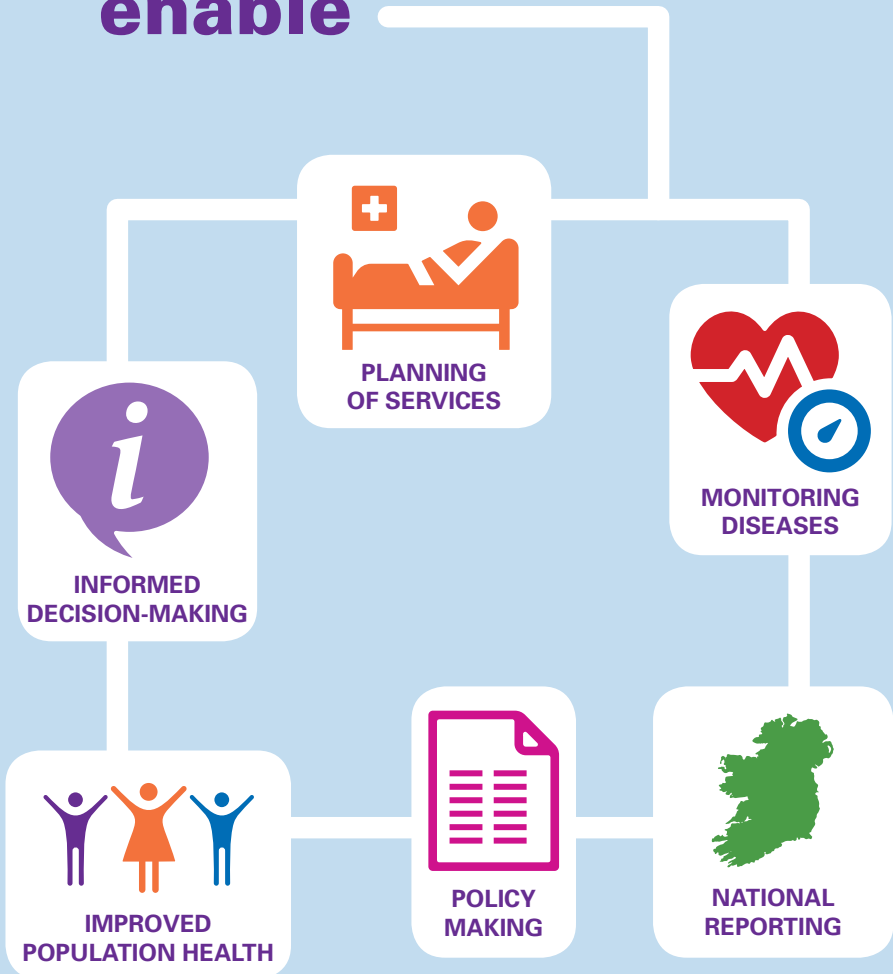 enable
PLANNING
OF SERVICES
MONITORING
DISEASES
i
INFORMED
DECISION-MAKING
IMPROVED
POPULATION HEALTH
POLICY
MAKING
NATIONAL
REPORTING